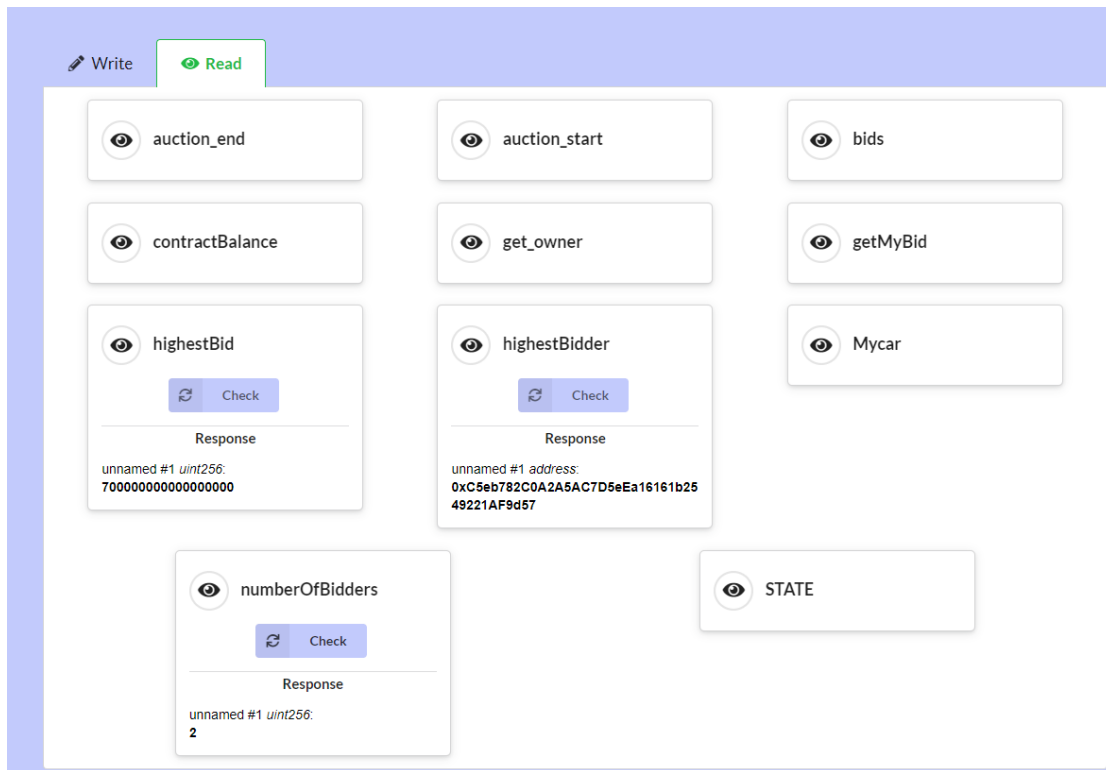 Write
Read
auction_end
auction_start
bids
contractBalance
get_owner
getMyBid
highestBid
Check
Response
unnamed #1 uint256:
700000000000000000
highestBidder
Check
Response
unnamed #1 address:
0xC5eb782C0A2A5AC7D5eEa16161b25
49221AF9d57
Mycar
numberOfBidders
Check
Response
unnamed #1 uint256:
2
STATE